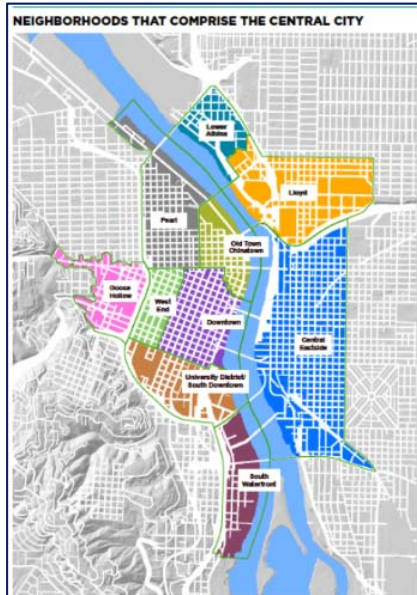 NEIGHBORHOODS THAT COMPRISE THE CENTRAL CITY
Lower
Albina
Lloyd
Pearl
Old Town
Chinatown
Goose
Hollow
West
End
Downtown
Central
Eastside
University District/
South Downtown
South
Waterfront